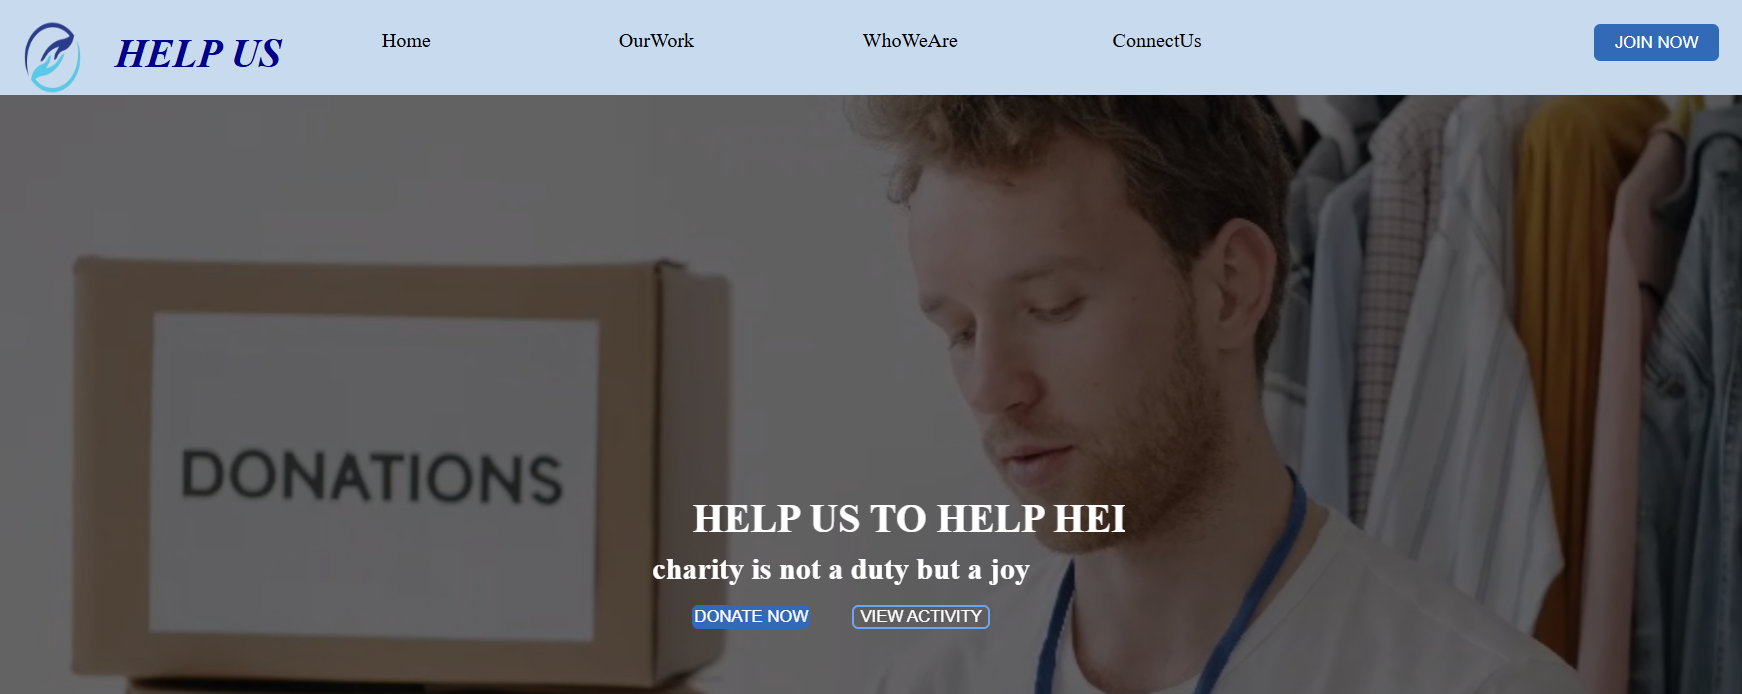 HELP US
Home OurWork WhoWeAre ConnectUs JOIN NOW
DONATIONS
HELP US TO HELP HEI
charity is not a duty but a joy
DONATE NOW VIEW ACTIVITY